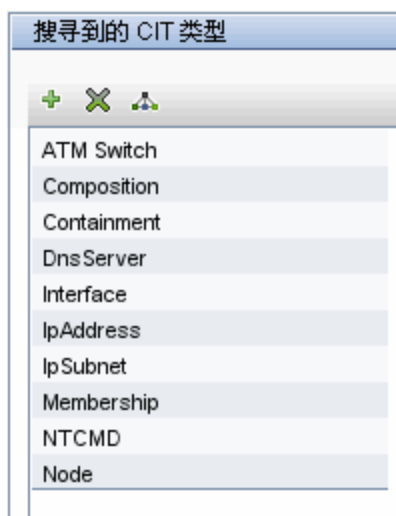 搜寻到的 CIT 类型
ATM Switch
Composition
Containment
DnsServer
Interface
IpAddress
IpSubnet
Membership
NTCMD
Node